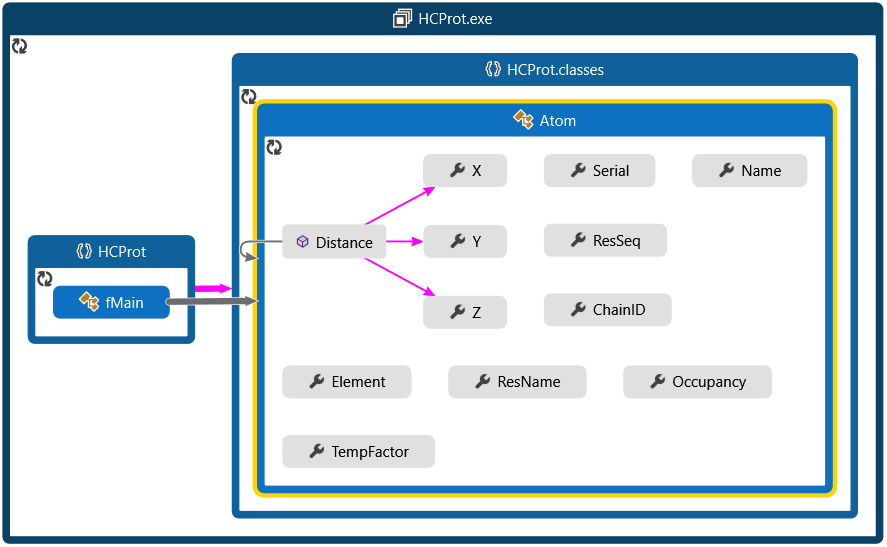 HCProt.exe
HCProt.classes
Atom
X
Serial
Name
Distance
Y
ResSeq
HCProt
fMain
Z
ChainID
Element
ResName
Occupancy
TempFactor